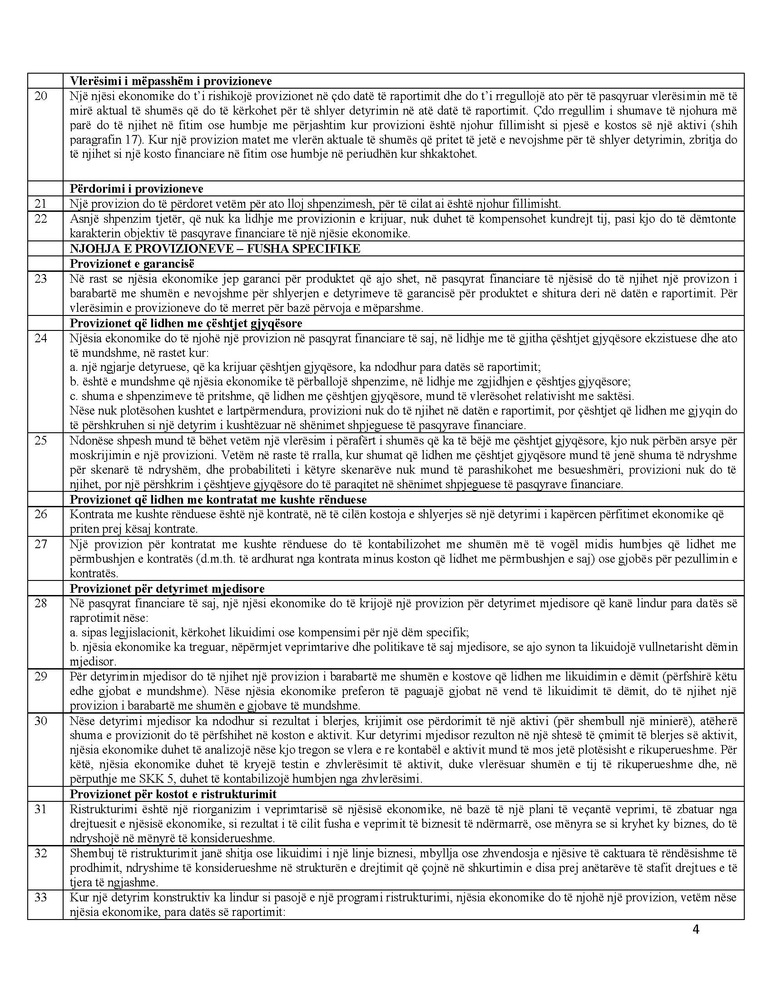 Vlerësimi i mëpasshëm i provizioneve
20 Një njësi ekonomike do t’i rishikojë provizionet në çdo datë të raportimit dhe do t’i rregullojë ato për të pasqyruar vlerësimin më të
mirë aktual të shumës që do të kërkohet për të shlyer detyrimin në atë datë të raportimit. Çdo rregullim i shumave të njohura më
parë do të njihet në fitim ose humbje me përjashtim kur provizioni është njohur fillimisht si pjesë e kostos së një aktivi (shih
paragrafin 17). Kur një provizion matet me vlerën aktuale të shumës që pritet të jetë e nevojshme për të shlyer detyrimin, zbritja do
të njihet si një kosto financiare në fitim ose humbje në periudhën kur shkaktohet.
Përdorimi i provizioneve
21 Një provizion do të përdoret vetëm për ato lloj shpenzimesh, për të cilat ai është njohur fillimisht.
22 Asnjë shpenzim tjetër, që nuk ka lidhje me provizionin e krijuar, nuk duhet të kompensohet kundrejt tij, pasi kjo do të dëmtonte
karakterin objektiv të pasqyrave financiare të një njësie ekonomike.
NJOHJA E PROVIZIONEVE – FUSHA SPECIFIKE
Provizionet e garancisë
23 Në rast se njësia ekonomike jep garanci për produktet që ajo shet, në pasqyrat financiare të njësisë do të njihet një provizon i
barabartë me shumën e nevojshme për shlyerjen e detyrimeve të garancisë për produktet e shitura deri në datën e raportimit. Për
vlerësimin e provizioneve do të merret për bazë përvoja e mëparshme.
Provizionet që lidhen me çështjet gjyqësore
24 Njësia ekonomike do të njohë një provizion në pasqyrat financiare të saj, në lidhje me të gjitha çështjet gjyqësore ekzistuese dhe ato
të mundshme, në rastet kur:
a. një ngjarje detyruese, që ka krijuar çështjen gjyqësore, ka ndodhur para datës së raportimit;
b. është e mundshme që njësia ekonomike të përballojë shpenzime, në lidhje me zgjidhjen e çështjes gjyqësore;
c. shuma e shpenzimeve të pritshme, që lidhen me çështjen gjyqësore, mund të vlerësohet relativisht me saktësi.
Nëse nuk plotësohen kushtet e lartpërmendura, provizioni nuk do të njihet në datën e raportimit, por çështjet që lidhen me gjyqin do
të përshkruhen si një detyrim i kushtëzuar në shënimet shpjeguese të pasqyrave financiare.
25 Ndonëse shpesh mund të bëhet vetëm një vlerësim i përafërt i shumës që ka të bëjë me çështjet gjyqësore, kjo nuk përbën arsye për
moskrijimin e një provizioni. Vetëm në raste të rralla, kur shumat që lidhen me çështjet gjyqësore mund të jenë shuma të ndryshme
për skenarë të ndryshëm, dhe probabiliteti i këtyre skenarëve nuk mund të parashikohet me besueshmëri, provizioni nuk do të
njihet, por një përshkrim i çështjeve gjyqësore do të paraqitet në shënimet shpjeguese të pasqyrave financiare.
Provizionet që lidhen me kontratat me kushte rënduese
26 Kontrata me kushte rënduese është një kontratë, në të cilën kostoja e shlyerjes së një detyrimi i kapërcen përfitimet ekonomike që
priten prej kësaj kontrate.
27 Një provizion për kontratat me kushte rënduese do të kontabilizohet me shumën më të vogël midis humbjes që lidhet me
përmbushjen e kontratës (d.m.th. të ardhurat nga kontrata minus koston që lidhet me përmbushjen e saj) ose gjobës për pezullimin e
kontratës.
Provizionet për detyrimet mjedisore
28 Në pasqyrat financiare të saj, një njësi ekonomike do të krijojë një provizion për detyrimet mjedisore që kanë lindur para datës së
raprotimit nëse:
a. sipas legjislacionit, kërkohet likuidimi ose kompensimi për një dëm specifik;
b. njësia ekonomike ka treguar, nëpërmjet veprimtarive dhe politikave të saj mjedisore, se ajo synon ta likuidojë vullnetarisht dëmin
mjedisor.
29 Për detyrimin mjedisor do të njihet një provizion i barabartë me shumën e kostove që lidhen me likuidimin e dëmit (përfshirë këtu
edhe gjobat e mundshme). Nëse njësia ekonomike preferon të paguajë gjobat në vend të likuidimit të dëmit, do të njihet një
provizion i barabartë me shumën e gjobave të mundshme.
30 Nëse detyrimi mjedisor ka ndodhur si rezultat i blerjes, krijimit ose përdorimit të një aktivi (për shembull një minierë), atëherë
shuma e provizionit do të përfshihet në koston e aktivit. Kur detyrimi mjedisor rezulton në një shtesë të çmimit të blerjes së aktivit,
njësia ekonomike duhet të analizojë nëse kjo tregon se vlera e re kontabël e aktivit mund të mos jetë plotësisht e rikuperueshme. Për
këtë, njësia ekonomike duhet të kryejë testin e zhvlerësimit të aktivit, duke vlerësuar shumën e tij të rikuperueshme dhe, në
përputhje me SKK 5, duhet të kontabilizojë humbjen nga zhvlerësimi.
Provizionet për kostot e ristrukturimit
31 Ristrukturimi është një riorganizim i veprimtarisë së njësisë ekonomike, në bazë të një plani të veçantë veprimi, të zbatuar nga
drejtuesit e njësisë ekonomike, si rezultat i të cilit fusha e veprimit të biznesit të ndërmarrë, ose mënyra se si kryhet ky biznes, do të
ndryshojë në mënyrë të konsiderueshme.
32 Shembuj të ristrukturimit janë shitja ose likuidimi i një linje biznesi, mbyllja ose zhvendosja e njësive të caktuara të rëndësishme të
prodhimit, ndryshime të konsiderueshme në strukturën e drejtimit që çojnë në shkurtimin e disa prej anëtarëve të stafit drejtues e të
tjera të ngjashme.
33 Kur një detyrim konstruktiv ka lindur si pasojë e një programi ristrukturimi, njësia ekonomike do të njohë një provizion, vetëm nëse
njësia ekonomike, para datës së raportimit:
4